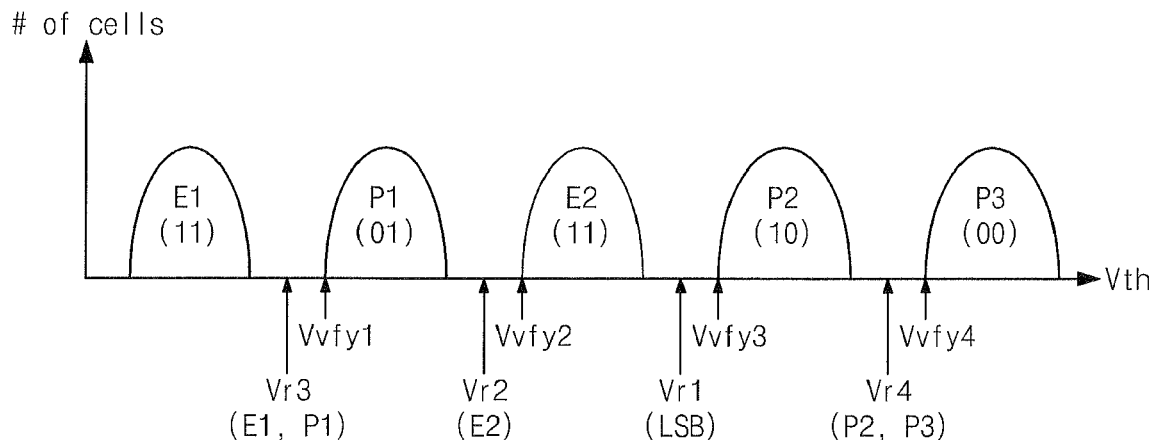 # of cells
E1
(11)
P1
(01)
E2
(11)
P2
(10)
P3
(00)
Vth
Vvfy1
Vvfy2
Vvfy3
Vvfy4
Vr3
(E1, P1)
Vr2
(E2)
Vr1
(LSB)
Vr4
(P2, P3)